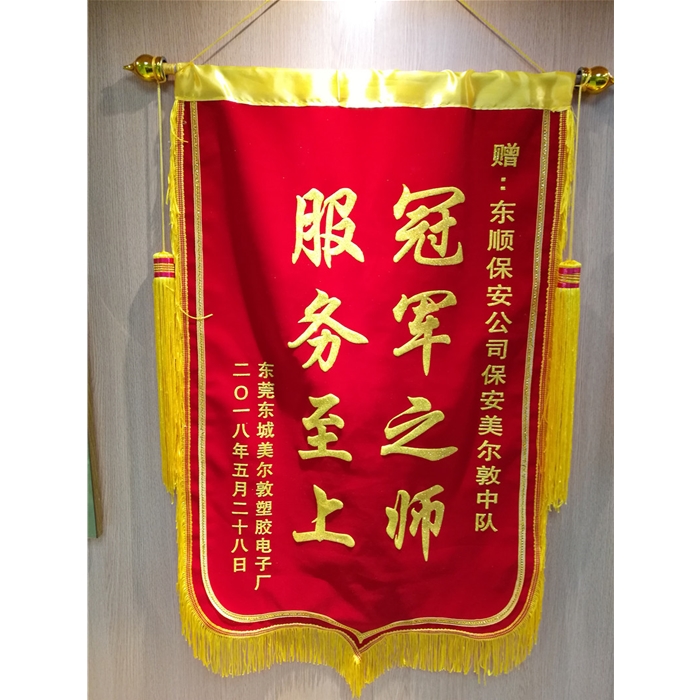 赠：东顺保安公司保安美尔敦中队
冠军之师
服务至上
东莞东城美尔敦塑胶电子厂
二〇一八年五月二十八日